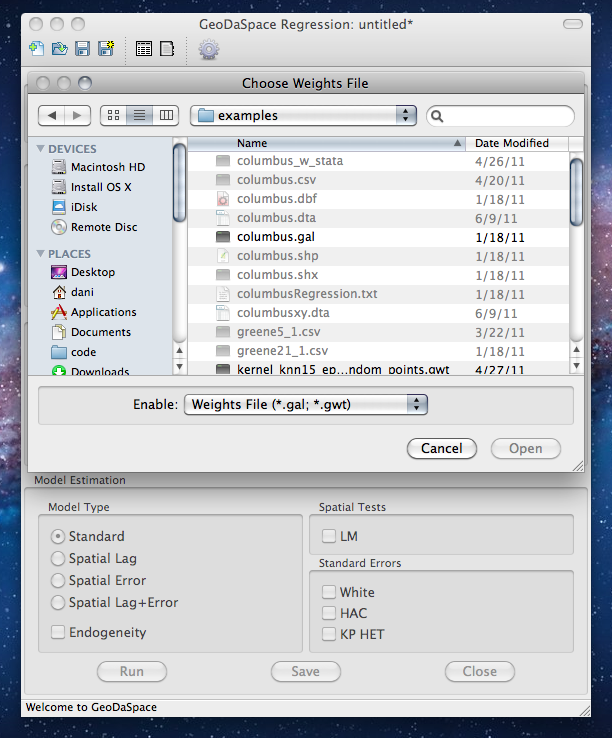 GeoDaSpace Regression: untitled*
Choose Weights File
examples
Name Date Modified
DEVICES
Macintosh HD
Install OS X
iDisk
Remote Disc
PLACES
Desktop
dani
Applications
Documents
code
Downloads
columbus_w_stata 4/26/11
columbus.csv 4/20/11
columbus.dbf 1/18/11
columbus.dta 6/9/11
columbus.gal 1/18/11
columbus.shp 1/18/11
columbus.shx 1/18/11
columbusRegression.txt 1/18/11
columbusxy.dta 6/9/11
greene5_1.csv 3/22/11
greene21_1.csv 1/18/11
kernel_knn15_ep...ndom_points.gwt 4/27/11
Enable: Weights File (*.gal; *.gwt)
Cancel Open
Model Estimation
Model Type
Standard
Spatial Lag
Spatial Error
Spatial Lag+Error
Endogeneity
Spatial Tests
LM
Standard Errors
White
HAC
KP HET
Run Save Close
Welcome to GeoDaSpace